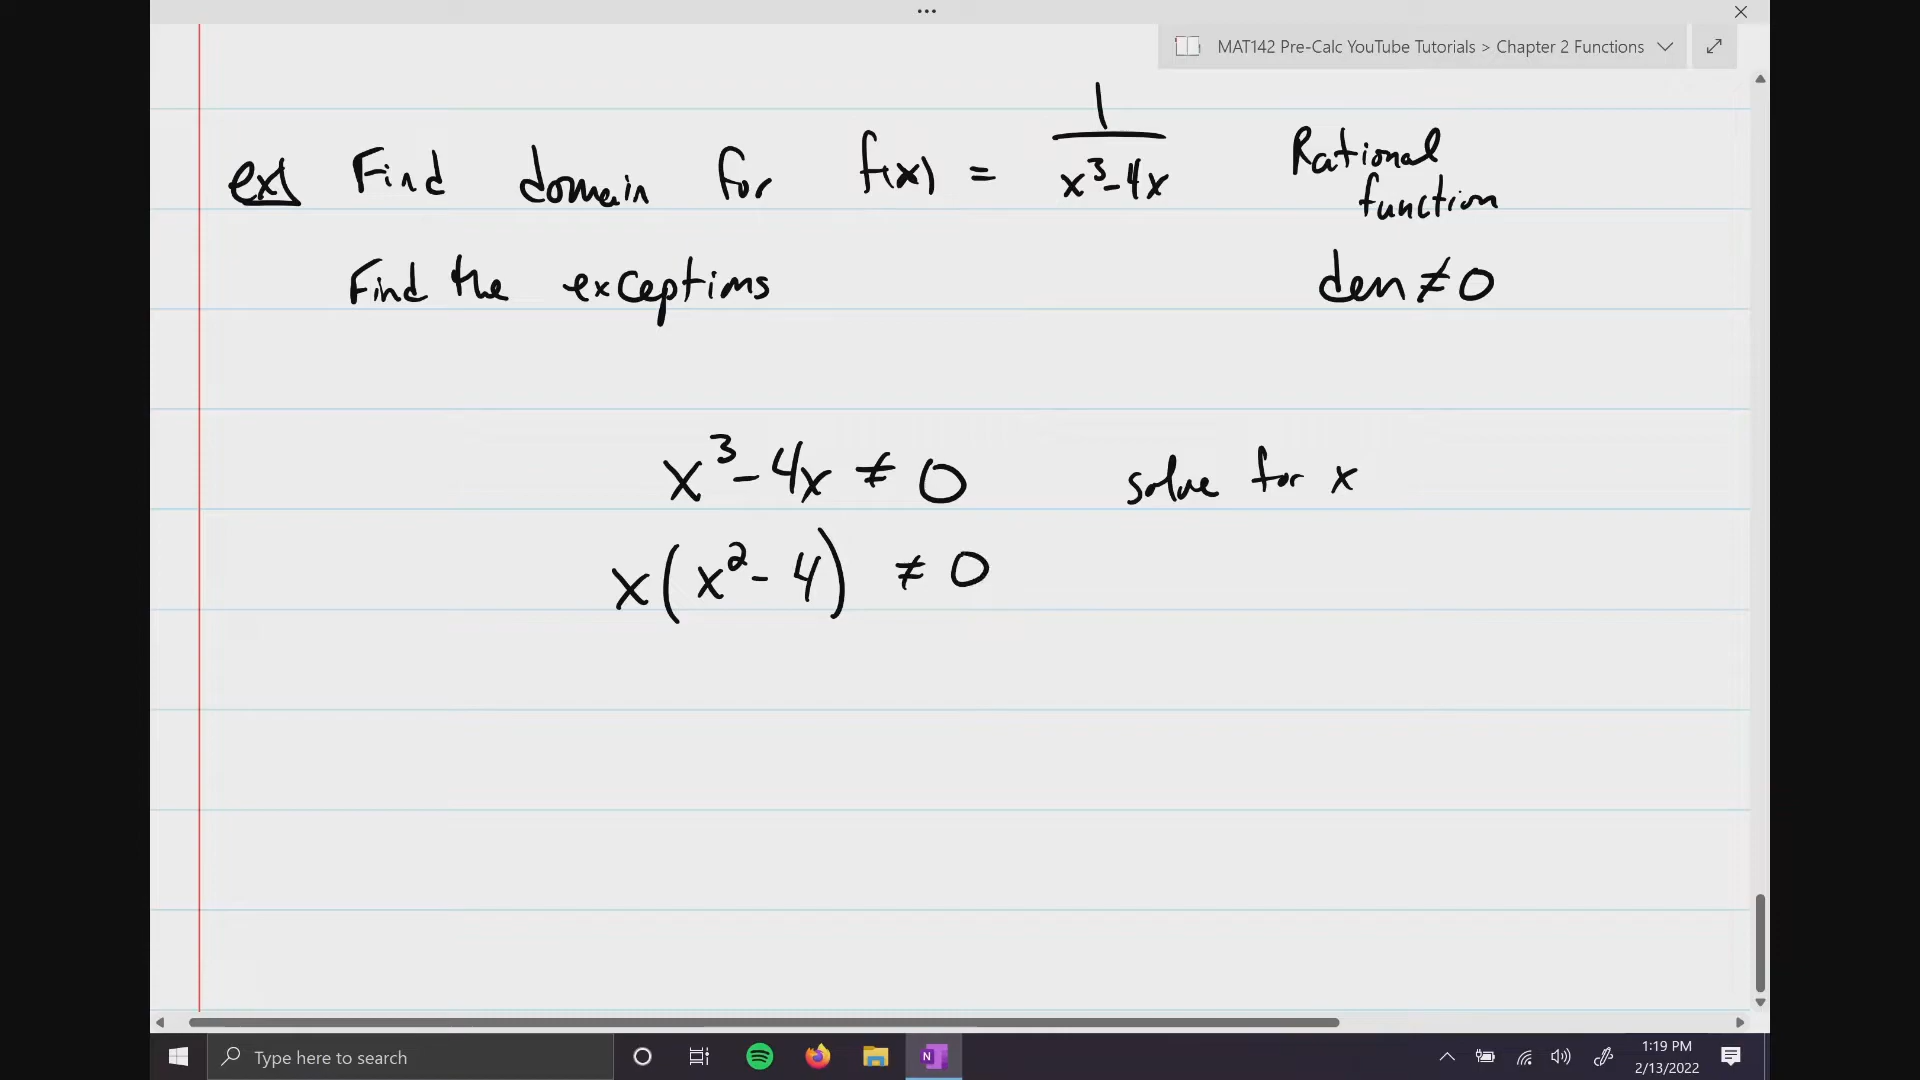 MAT142 Pre-Calc YouTube Tutorials > Chapter 2 Functions
ex Find domain for f(x) = 1/(x³-4x) Rational function
Find the exceptions den ≠ 0
x³ - 4x ≠ 0 solve for x
x(x² - 4) ≠ 0
Type here to search
N
1:19 PM
2/13/2022